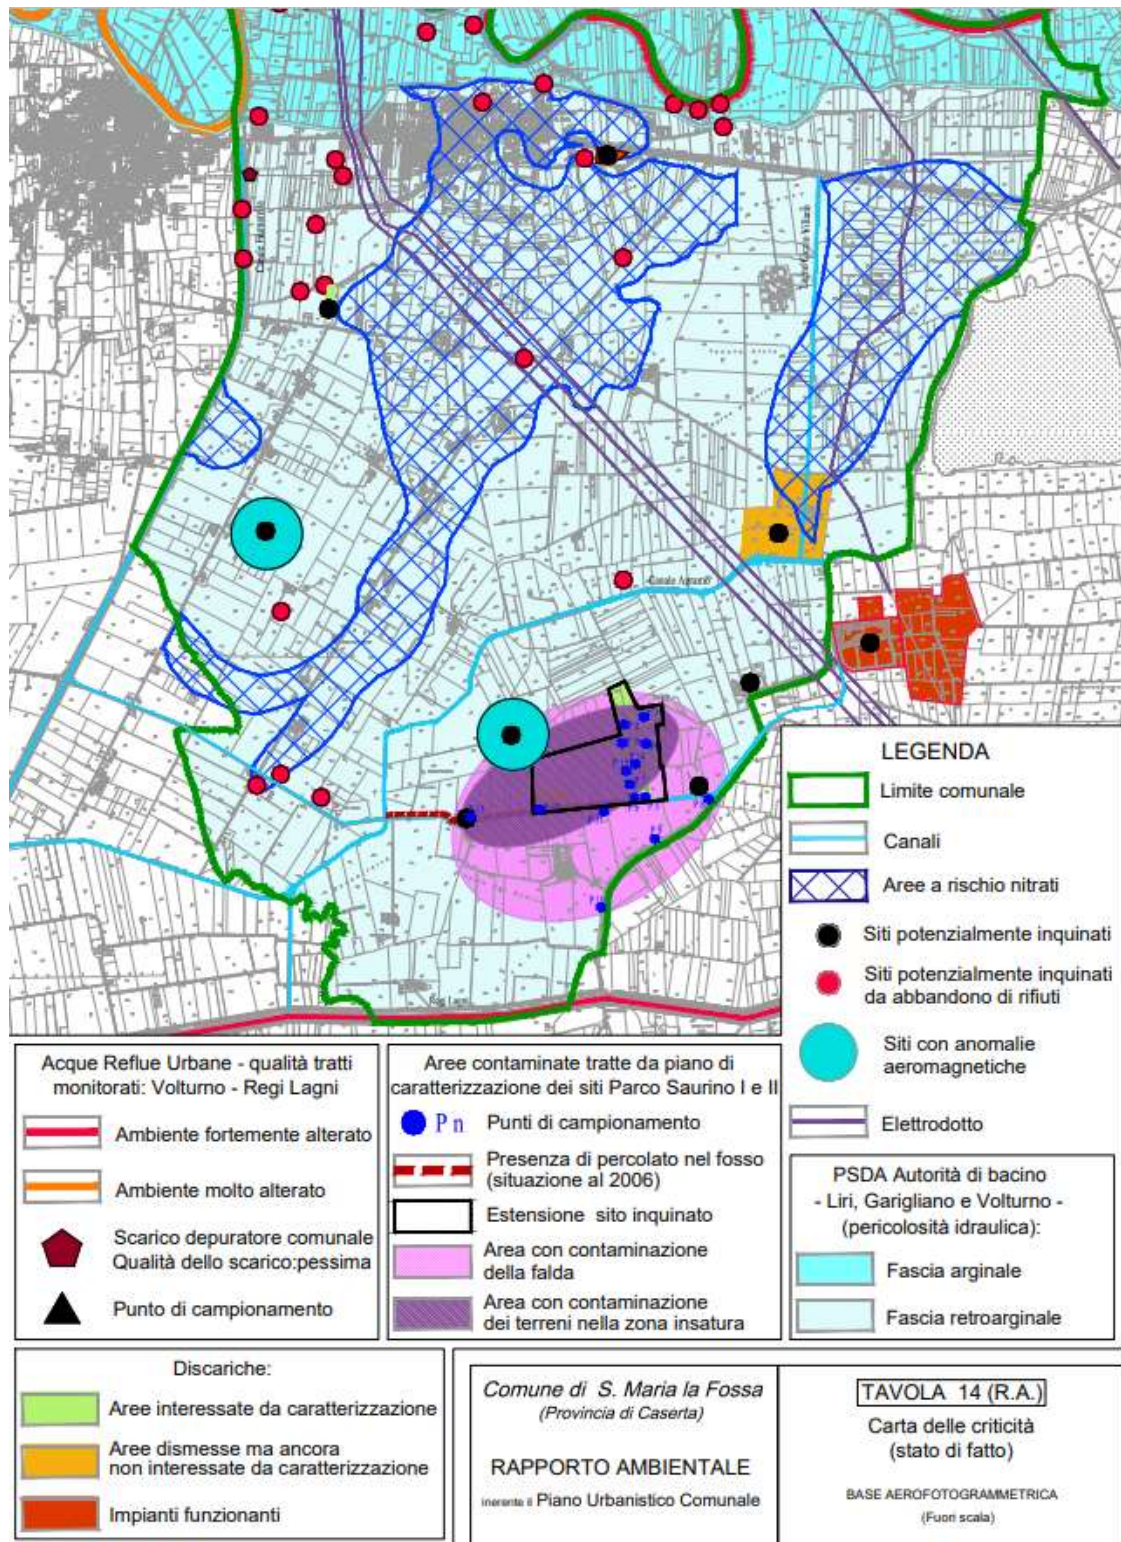 Canale Agnena
Regi Lagni
LEGENDA
Limite comunale
Canali
Aree a rischio nitrati
Siti potenzialmente inquinati
Siti potenzialmente inquinati
da abbandono di rifiuti
Siti con anomalie
aeromagnetiche
Elettrodotto
Acque Reflue Urbane - qualità tratti
monitorati: Volturno - Regi Lagni
Ambiente fortemente alterato
Ambiente molto alterato
Scarico depuratore comunale
Qualità dello scarico:pessima
Punto di campionamento
Aree contaminate tratte da piano di
caratterizzazione dei siti Parco Saurino I e II
P n Punti di campionamento
Presenza di percolato nel fosso
(situazione al 2006)
Estensione sito inquinato
Area con contaminazione
della falda
Area con contaminazione
dei terreni nella zona insatura
PSDA Autorità di bacino
- Liri, Garigliano e Volturno -
(pericolosità idraulica):
Fascia arginale
Fascia retroarginale
Discariche:
Aree interessate da caratterizzazione
Aree dismesse ma ancora
non interessate da caratterizzazione
Impianti funzionanti
Comune di S. Maria la Fossa
(Provincia di Caserta)
RAPPORTO AMBIENTALE
inerente il Piano Urbanistico Comunale
TAVOLA 14 (R.A.)
Carta delle criticità
(stato di fatto)
BASE AEROFOTOGRAMMETRICA
(Fuori scala)